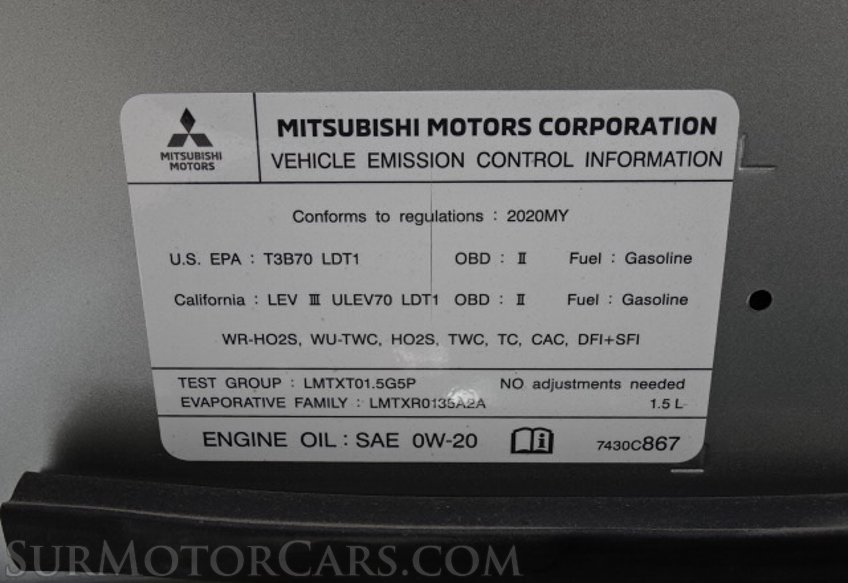 MITSUBISHI MOTORS
MITSUBISHI MOTORS CORPORATION
VEHICLE EMISSION CONTROL INFORMATION
Conforms to regulations : 2020MY
U.S. EPA : T3B70 LDT1 OBD : Ⅱ Fuel : Gasoline
California : LEV Ⅲ ULEV70 LDT1 OBD : Ⅱ Fuel : Gasoline
WR-HO2S, WU-TWC, HO2S, TWC, TC, CAC, DFI+SFI
TEST GROUP : LMTXT01.5G5P NO adjustments needed
EVAPORATIVE FAMILY : LMTXR0135A2A 1.5 L
ENGINE OIL : SAE 0W-20 7430C867
SurMotorCars.com